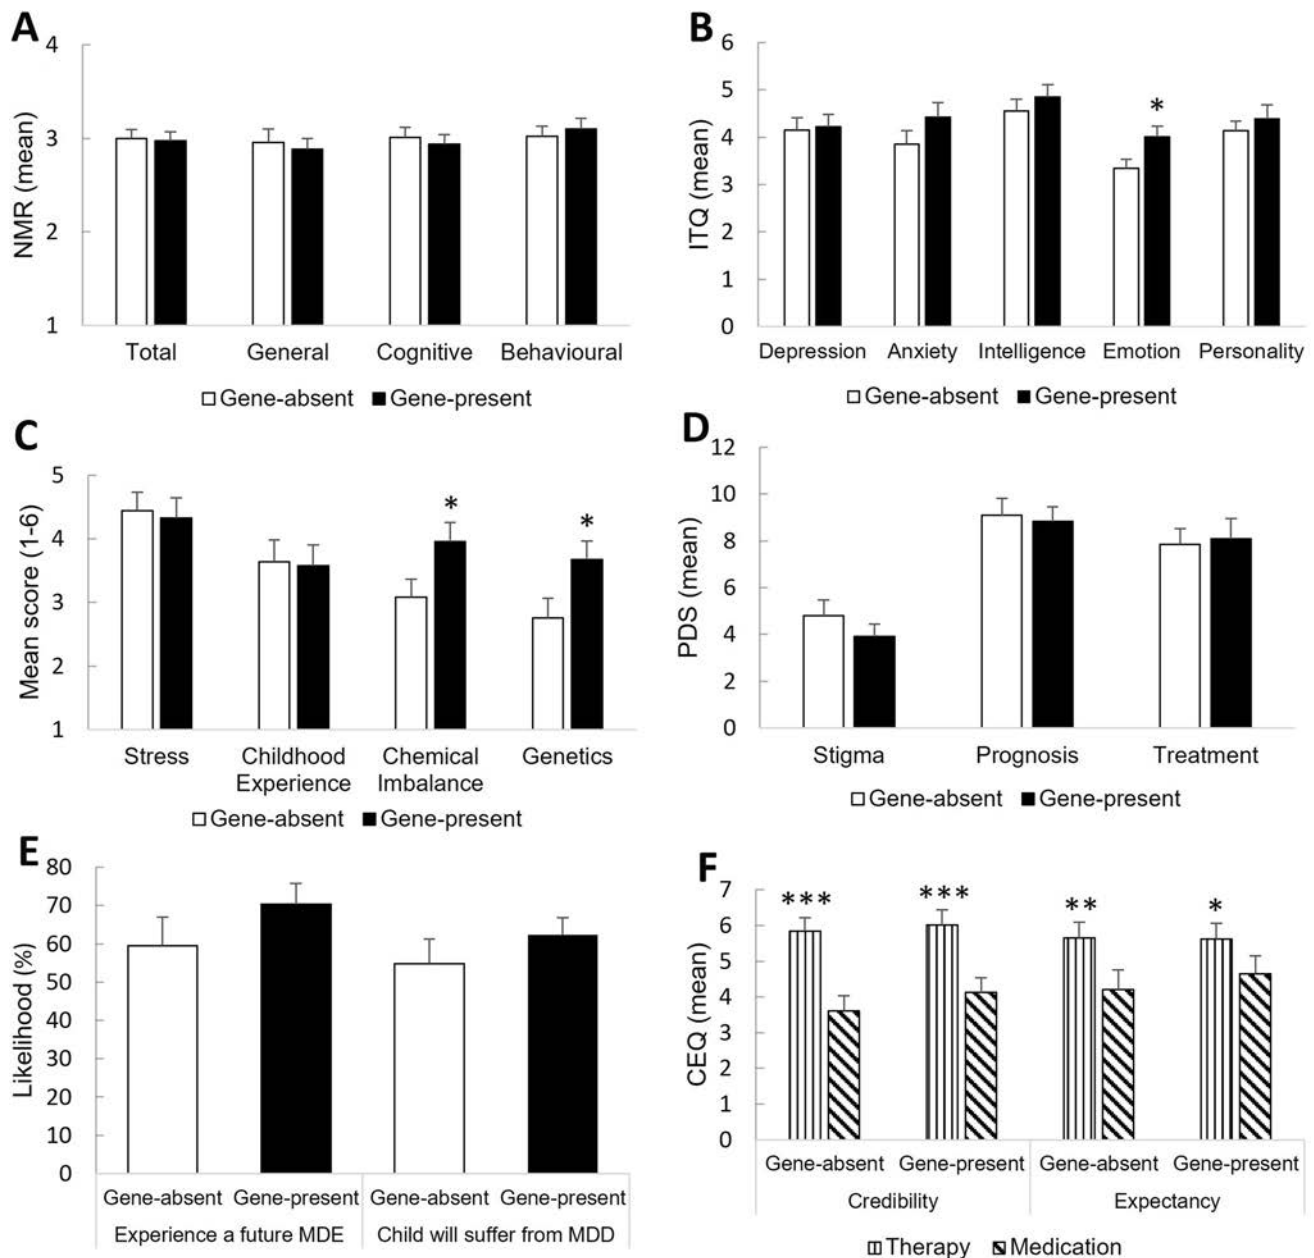 A
4
3
2
1
NMR (mean)
Total General Cognitive Behavioural
Gene-absent Gene-present
B
6
5
4
3
2
1
0
ITQ (mean)
*
Depression Anxiety Intelligence Emotion Personality
Gene-absent Gene-present
C
5
4
3
2
1
Mean score (1-6)
* *
Stress Childhood Chemical Genetics
Experience Imbalance
Gene-absent Gene-present
D
12
10
8
6
4
2
0
PDS (mean)
Stigma Prognosis Treatment
Gene-absent Gene-present
E
80
70
60
50
40
30
20
10
0
Likelihood (%)
Gene-absent Gene-present Gene-absent Gene-present
Experience a future MDE Child will suffer from MDD
F
7
6
5
4
3
2
1
0
CEQ (mean)
*** *** ** *
Gene-absent Gene-present Gene-absent Gene-present
Credibility Expectancy
Therapy Medication